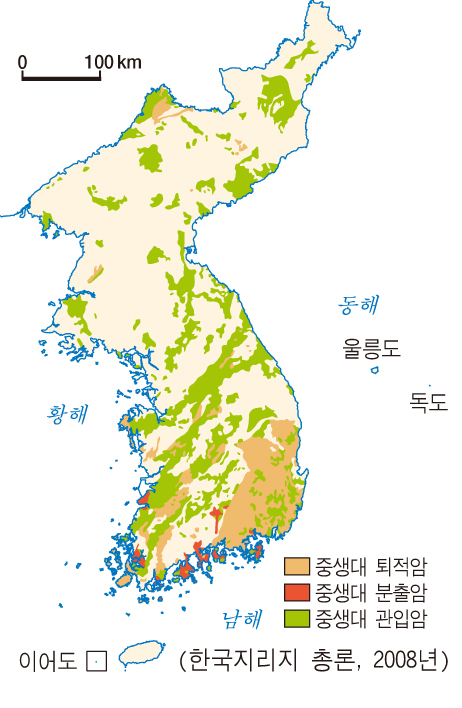 0 100 km
동해
울릉도
독도
황해
중생대 퇴적암
중생대 분출암
중생대 관입암
남해
이어도
(한국지리지 총론, 2008년)